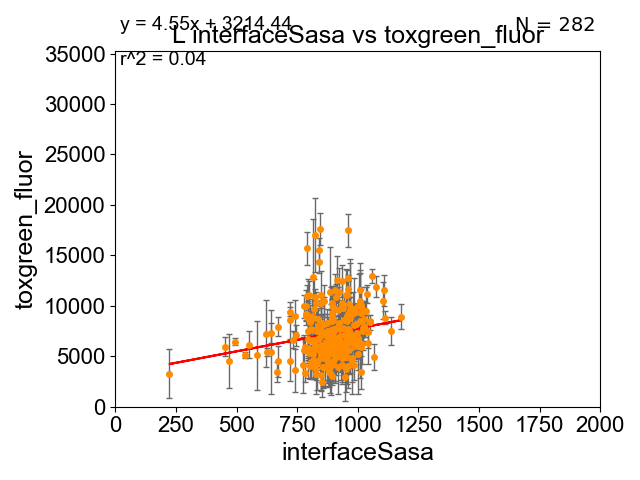 y = 4.55x + 3214.44
N = 282
L interfaceSasa vs toxgreen_fluor
r^2 = 0.04
toxgreen_fluor
35000
30000
25000
20000
15000
10000
5000
0
0 250 500 750 1000 1250 1500 1750 2000
interfaceSasa